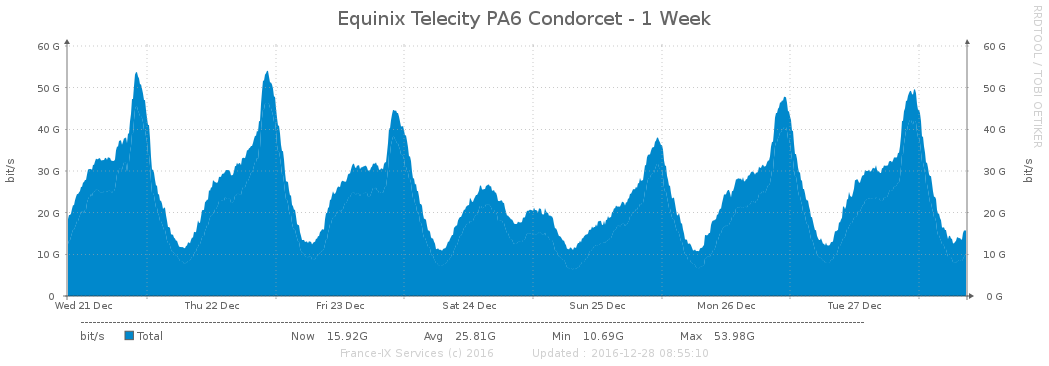 Equinix Telecity PA6 Condorcet - 1 Week
RRDTOOL / TOBI OETIKER
bit/s
bit/s
60 G 60 G
50 G 50 G
40 G 40 G
30 G 30 G
20 G 20 G
10 G 10 G
0 0 G
Wed 21 Dec Thu 22 Dec Fri 23 Dec Sat 24 Dec Sun 25 Dec Mon 26 Dec Tue 27 Dec
bit/s Total Now 15.92G Avg 25.81G Min 10.69G Max 53.98G
France-IX Services (c) 2016 Updated : 2016-12-28 08:55:10